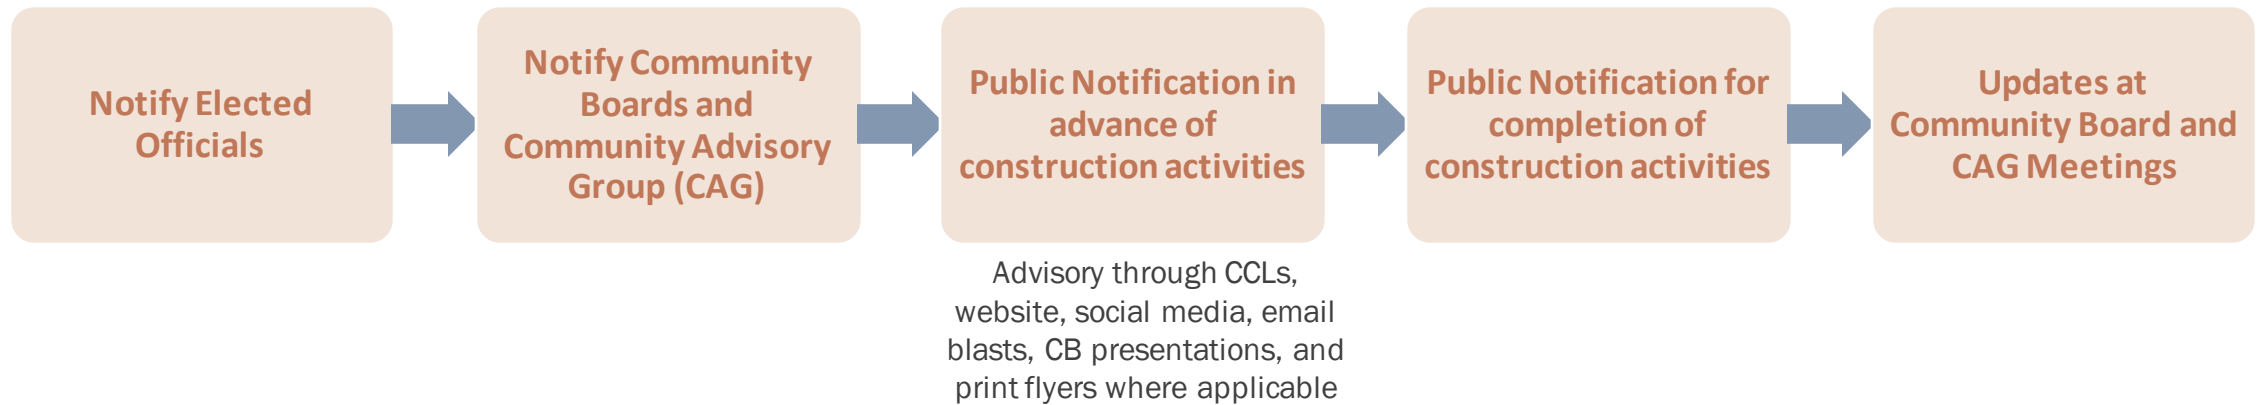 Notify Elected
Officials
Notify Community
Boards and
Community Advisory
Group (CAG)
Public Notification in
advance of
construction activities
Advisory through CCLs,
website, social media, email
blasts, CB presentations, and
print flyers where applicable
Public Notification for
completion of
construction activities
Updates at
Community Board and
CAG Meetings